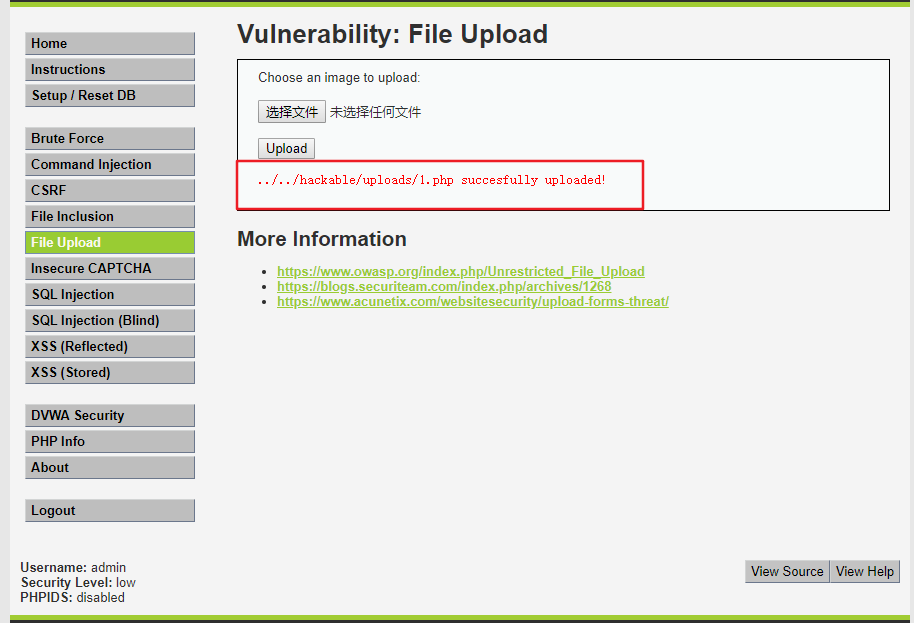 Vulnerability: File Upload
Home
Instructions
Setup / Reset DB
Brute Force
Command Injection
CSRF
File Inclusion
File Upload
Insecure CAPTCHA
SQL Injection
SQL Injection (Blind)
XSS (Reflected)
XSS (Stored)
DVWA Security
PHP Info
About
Logout
Choose an image to upload:
选择文件 未选择任何文件
Upload
../../hackable/uploads/1.php succesfully uploaded!
More Information
https://www.owasp.org/index.php/Unrestricted_File_Upload
https://blogs.securiteam.com/index.php/archives/1268
https://www.acunetix.com/websitesecurity/upload-forms-threat/
Username: admin
Security Level: low
PHPIDS: disabled
View Source View Help